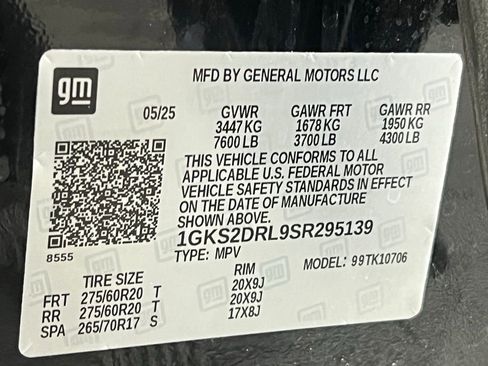 gm
MFD BY GENERAL MOTORS LLC
05/25 GVWR GAWR FRT GAWR RR
3447 KG 1678 KG 1950 KG
7600 LB 3700 LB 4300 LB
THIS VEHICLE CONFORMS TO ALL
APPLICABLE U.S. FEDERAL MOTOR
VEHICLE SAFETY STANDARDS IN EFFECT
ON THE DATE OF MANUFACTURE
SHOWN ABOVE.
8555 1GKS2DRL9SR295139
TYPE: MPV MODEL: 99TK10706
TIRE SIZE RIM
FRT 275/60R20 T 20X9J
RR 275/60R20 T 20X9J
SPA 265/70R17 S 17X8J